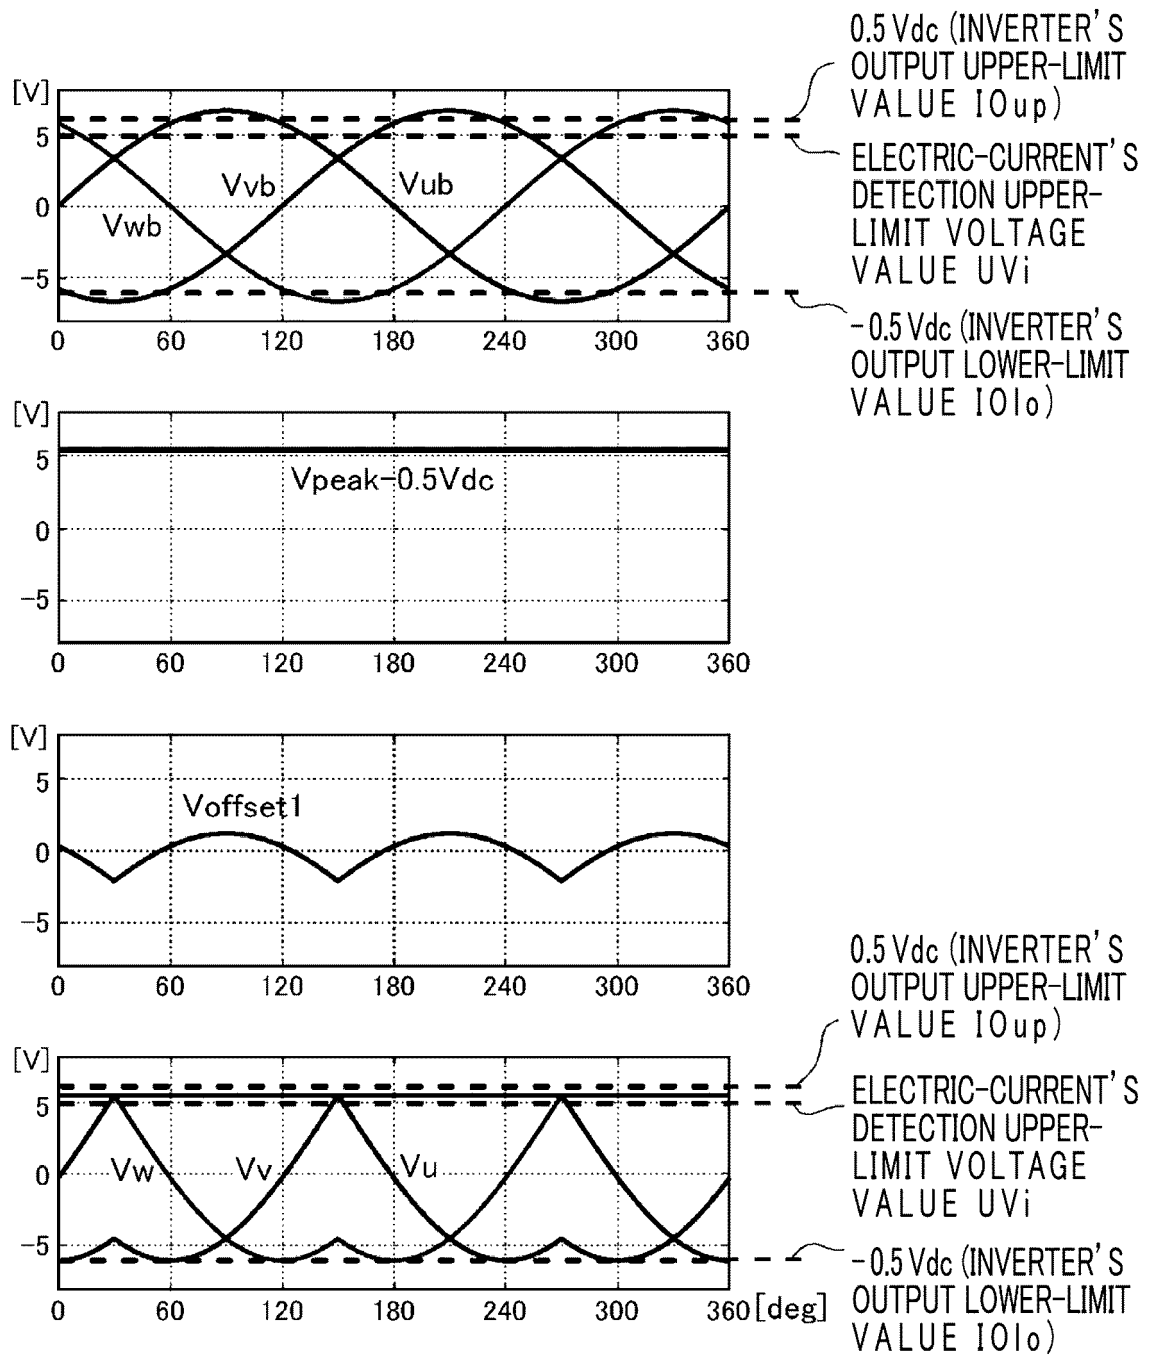 0.5 Vdc (INVERTER'S
OUTPUT UPPER-LIMIT
VALUE IOup)
[V]
5
0
-5
Vwb
Vvb
Vub
0 60 120 180 240 300 360
ELECTRIC-CURRENT'S
DETECTION UPPER-
LIMIT VOLTAGE
VALUE UVi
-0.5 Vdc (INVERTER'S
OUTPUT LOWER-LIMIT
VALUE IOlo)
[V]
5
0
-5
Vpeak-0.5Vdc
0 60 120 180 240 300 360
[V]
5
0
-5
Voffset1
0 60 120 180 240 300 360
0.5 Vdc (INVERTER'S
OUTPUT UPPER-LIMIT
VALUE IOup)
[V]
5
0
-5
Vw
Vv
Vu
0 60 120 180 240 300 360 [deg]
ELECTRIC-CURRENT'S
DETECTION UPPER-
LIMIT VOLTAGE
VALUE UVi
-0.5 Vdc (INVERTER'S
OUTPUT LOWER-LIMIT
VALUE IOlo)